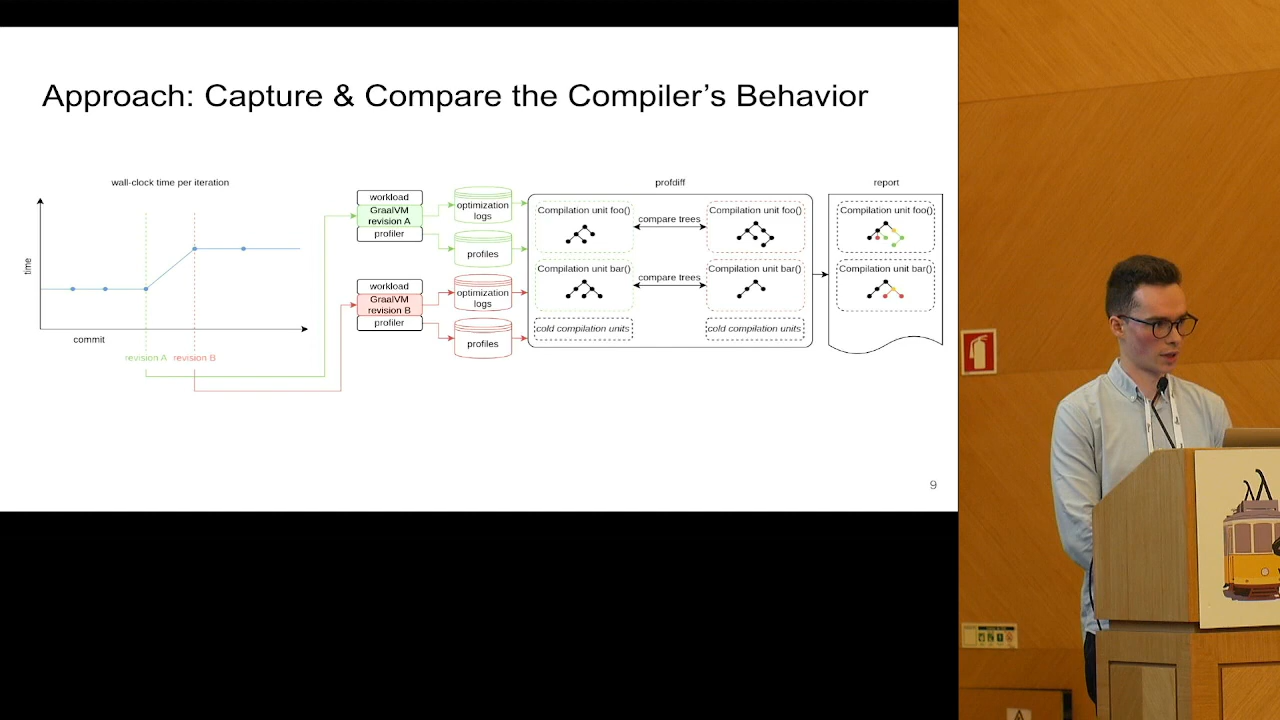 Approach: Capture & Compare the Compiler's Behavior
wall-clock time per iteration
time
commit
revision A
revision B
workload
GraalVM
revision A
profiler
optimization
logs
profiles
workload
GraalVM
revision B
profiler
optimization
logs
profiles
profdiff
Compilation unit foo()
compare trees
Compilation unit foo()
Compilation unit bar()
compare trees
Compilation unit bar()
cold compilation units
cold compilation units
report
Compilation unit foo()
Compilation unit bar()
9